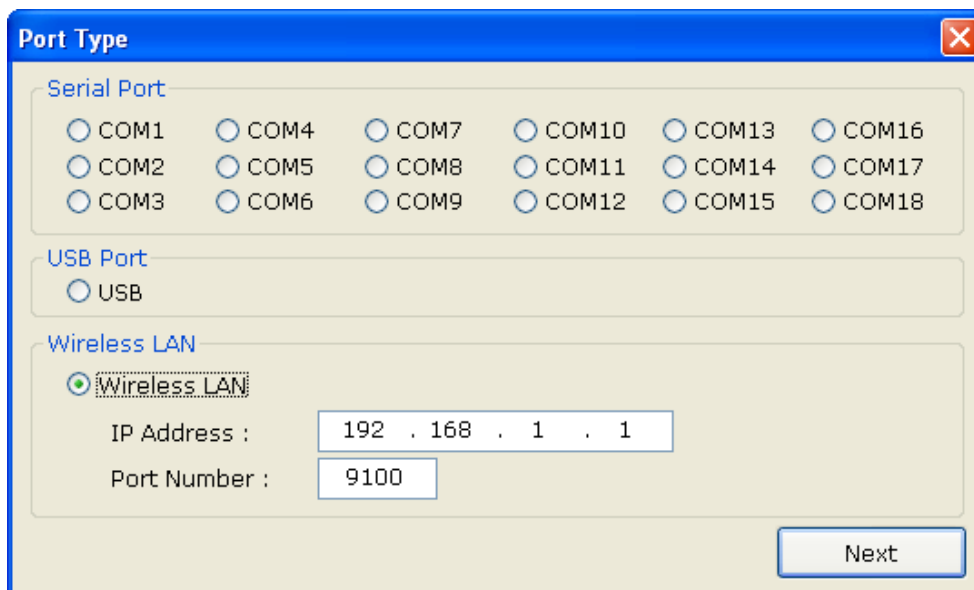 Port Type
Serial Port
COM1 COM4 COM7 COM10 COM13 COM16
COM2 COM5 COM8 COM11 COM14 COM17
COM3 COM6 COM9 COM12 COM15 COM18
USB Port
USB
Wireless LAN
Wireless LAN
IP Address : 192 . 168 . 1 . 1
Port Number : 9100
Next